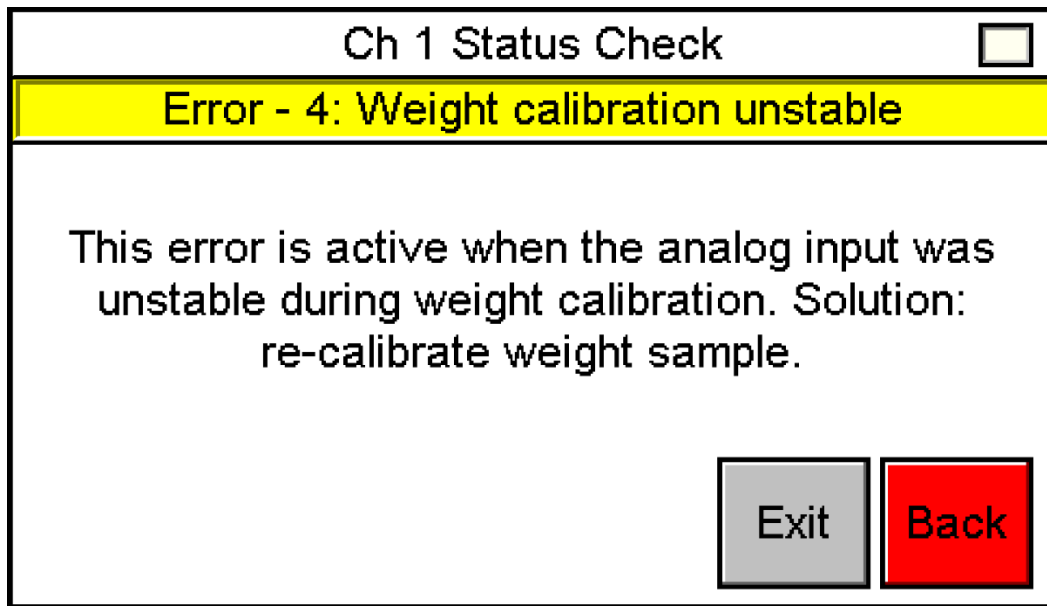 Ch 1 Status Check
Error - 4: Weight calibration unstable
This error is active when the analog input was
unstable during weight calibration. Solution:
re-calibrate weight sample.
Exit
Back